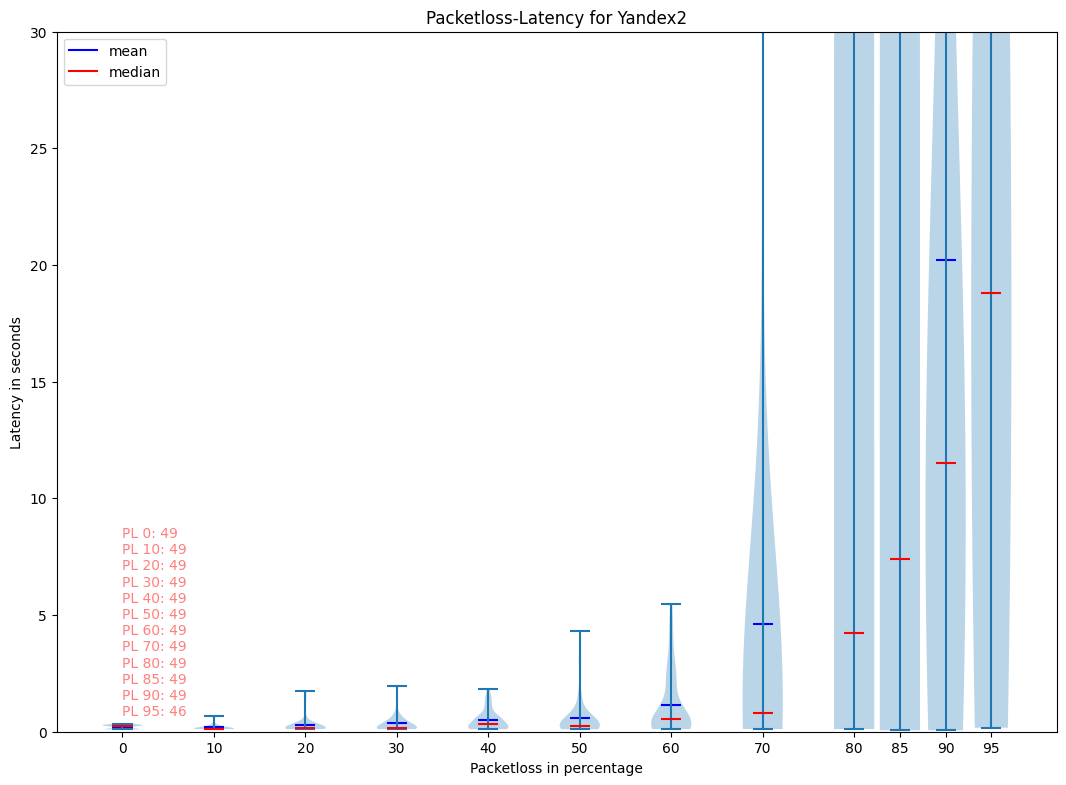 Packetloss-Latency for Yandex2
mean
median
30
25
20
15
10
5
0
Latency in seconds
PL 0: 49
PL 10: 49
PL 20: 49
PL 30: 49
PL 40: 49
PL 50: 49
PL 60: 49
PL 70: 49
PL 80: 49
PL 85: 49
PL 90: 49
PL 95: 46
0 10 20 30 40 50 60 70 80 85 90 95
Packetloss in percentage